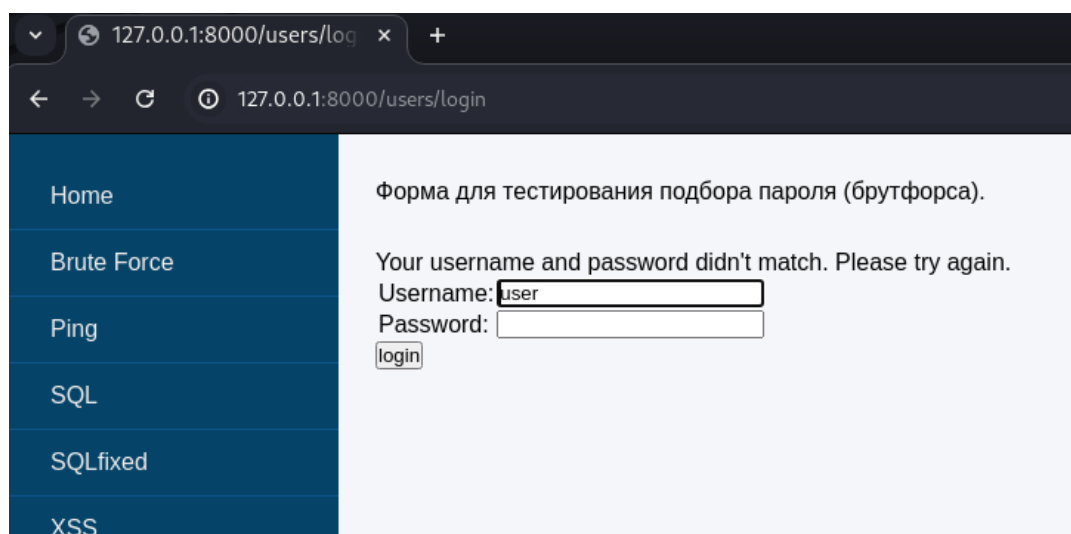 127.0.0.1:8000/users/log
127.0.0.1:8000/users/login
Home
Brute Force
Ping
SQL
SQLfixed
XSS
Форма для тестирования подбора пароля (брутфорса).
Your username and password didn't match. Please try again.
Username: user
Password:
login